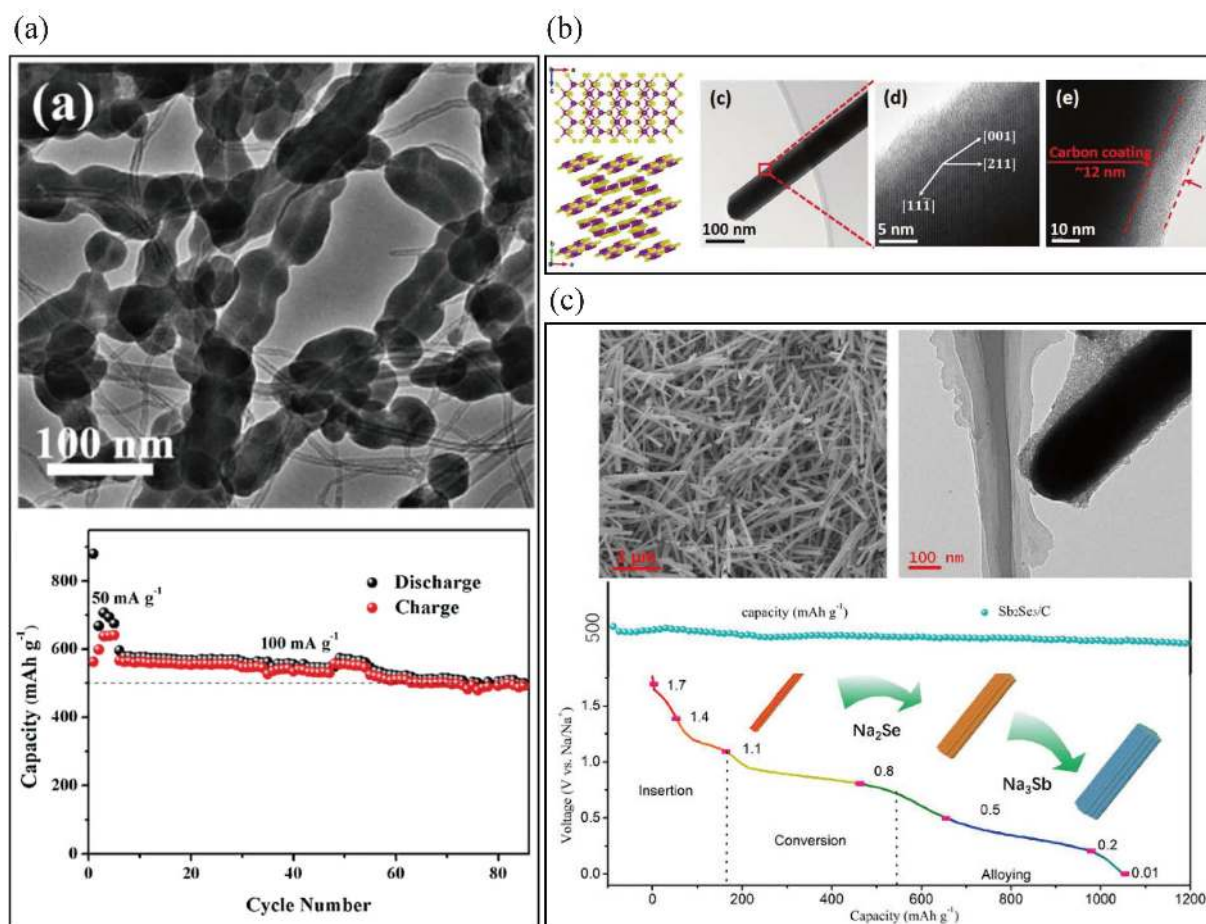 (a)
(a)
100 nm
Discharge
Charge
50 mA g⁻¹
100 mA g⁻¹
800
600
400
200
0
Capacity (mAh g⁻¹)
0 20 40 60 80
Cycle Number
(b)
a
c
b
a
(c)
100 nm
(d)
[001]
[211]
[111̄]
5 nm
(e)
Carbon coating
~12 nm
10 nm
(c)
1 μm
100 nm
500
capacity (mAh g⁻¹)
Sb₂Se₃/C
1.5
1.0
0.5
0.0
Voltage (V vs. Na/Na⁺)
1.7
1.4
1.1
0.8
0.5
0.2
0.01
Na₂Se
Na₃Sb
Insertion
Conversion
Alloying
0 200 400 600 800 1000 1200
Capacity (mAh g⁻¹)